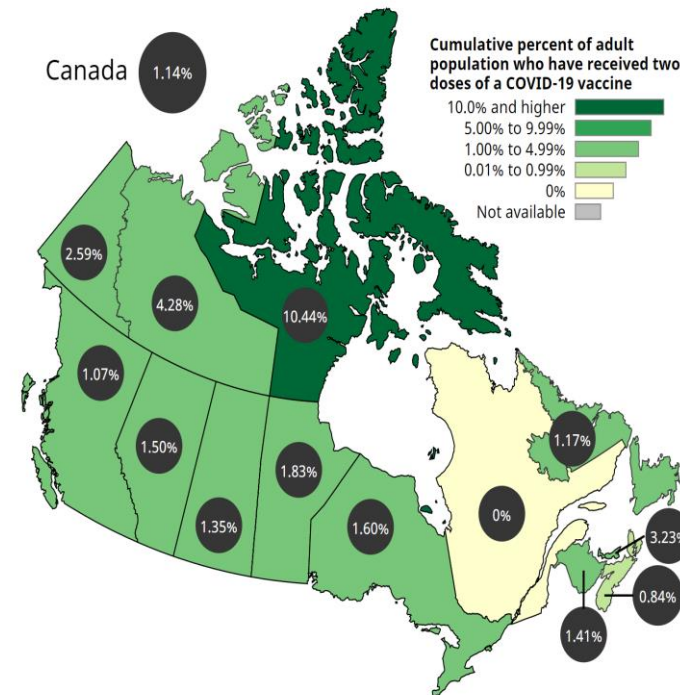 Canada 1.14%
Cumulative percent of adult
population who have received two
doses of a COVID-19 vaccine
10.0% and higher
5.00% to 9.99%
1.00% to 4.99%
0.01% to 0.99%
0%
Not available
2.59%
4.28%
10.44%
1.07%
1.50%
1.35%
1.83%
1.60%
0%
1.17%
3.23%
0.84%
1.41%